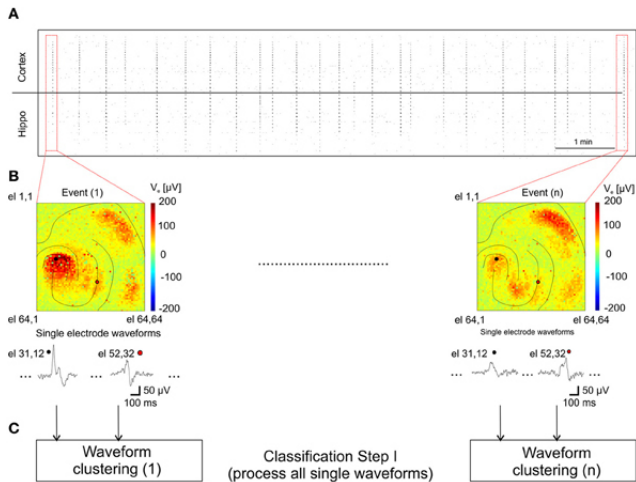 A
Cortex
Hippo
1 min
B
el 1,1
Event (1)
Vₑ [µV]
200
100
0
-100
-200
el 64,1
el 64,64
Single electrode waveforms
el 31,12
el 52,32
...
...
...
50 µV
100 ms
Event (n)
Vₑ [µV]
el 1,1
200
100
0
-100
-200
el 64,1
el 64,64
Single electrode waveforms
el 31,12
el 52,32
...
...
...
50 µV
100 ms
C
Waveform
clustering (1)
Classification Step I
(process all single waveforms)
Waveform
clustering (n)